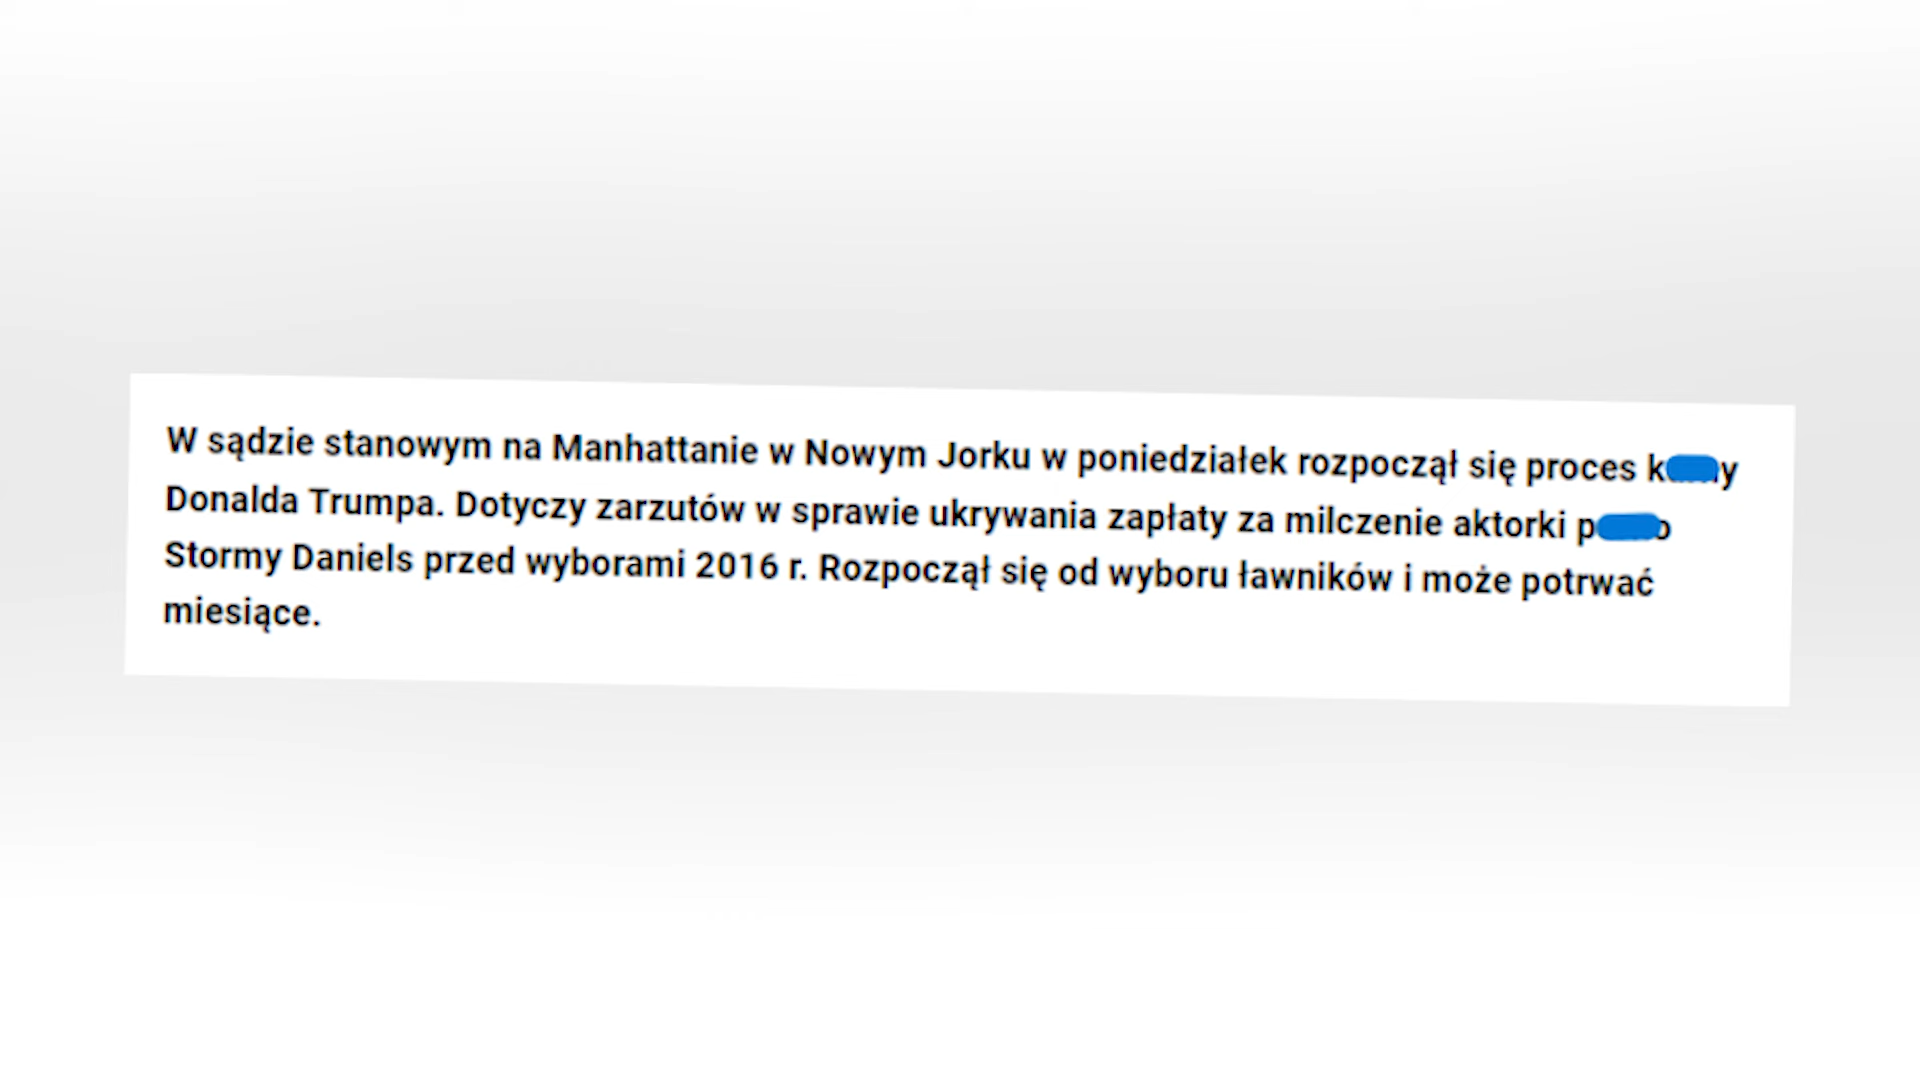 W sądzie stanowym na Manhattanie w Nowym Jorku w poniedziałek rozpoczął się proces
Donalda Trumpa. Dotyczy zarzutów w sprawie ukrywania zapłaty za milczenie aktorki
Stormy Daniels przed wyborami 2016 r. Rozpoczął się od wyboru ławników i może potrwać
miesiące.